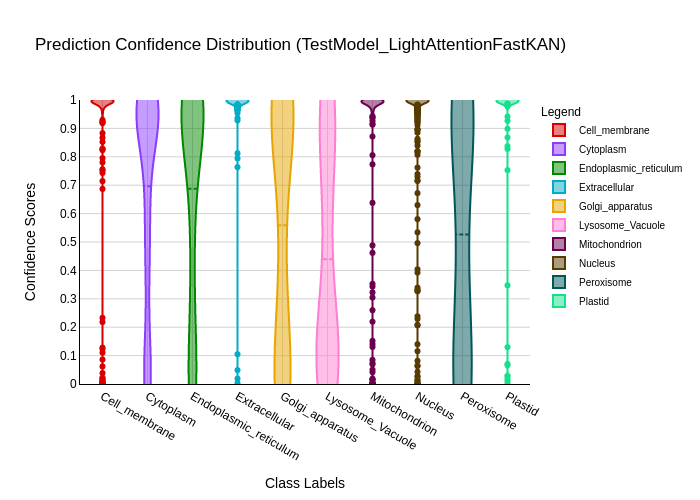 Prediction Confidence Distribution (TestModel_LightAttentionFastKAN)
Confidence Scores
1
0.9
0.8
0.7
0.6
0.5
0.4
0.3
0.2
0.1
0
Cell_membrane
Cytoplasm
Endoplasmic_reticulum
Extracellular
Golgi_apparatus
Lysosome_Vacuole
Mitochondrion
Nucleus
Peroxisome
Plastid
Class Labels
Legend
Cell_membrane
Cytoplasm
Endoplasmic_reticulum
Extracellular
Golgi_apparatus
Lysosome_Vacuole
Mitochondrion
Nucleus
Peroxisome
Plastid